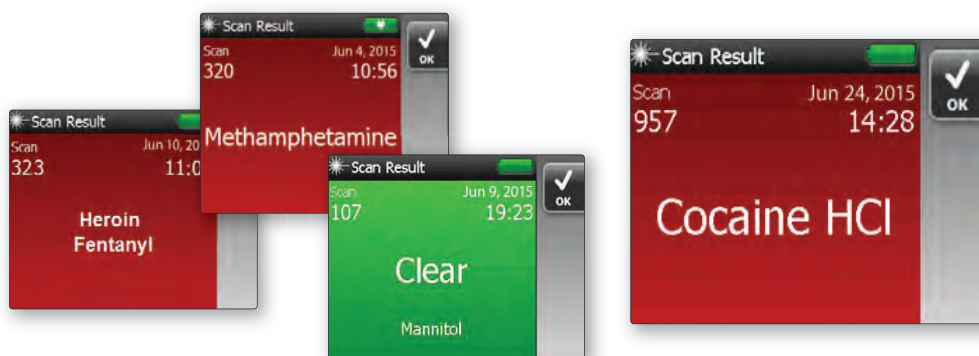 Scan Result
Scan Jun 4, 2015
320 10:56
Methamphetamine
OK
Scan Result
Scan Jun 10, 20
323 11:0
Heroin
Fentanyl
Scan Result
Scan Jun 9, 2015
107 19:23
Clear
Mannitol
OK
Scan Result
Scan Jun 24, 2015
957 14:28
Cocaine HCl
OK